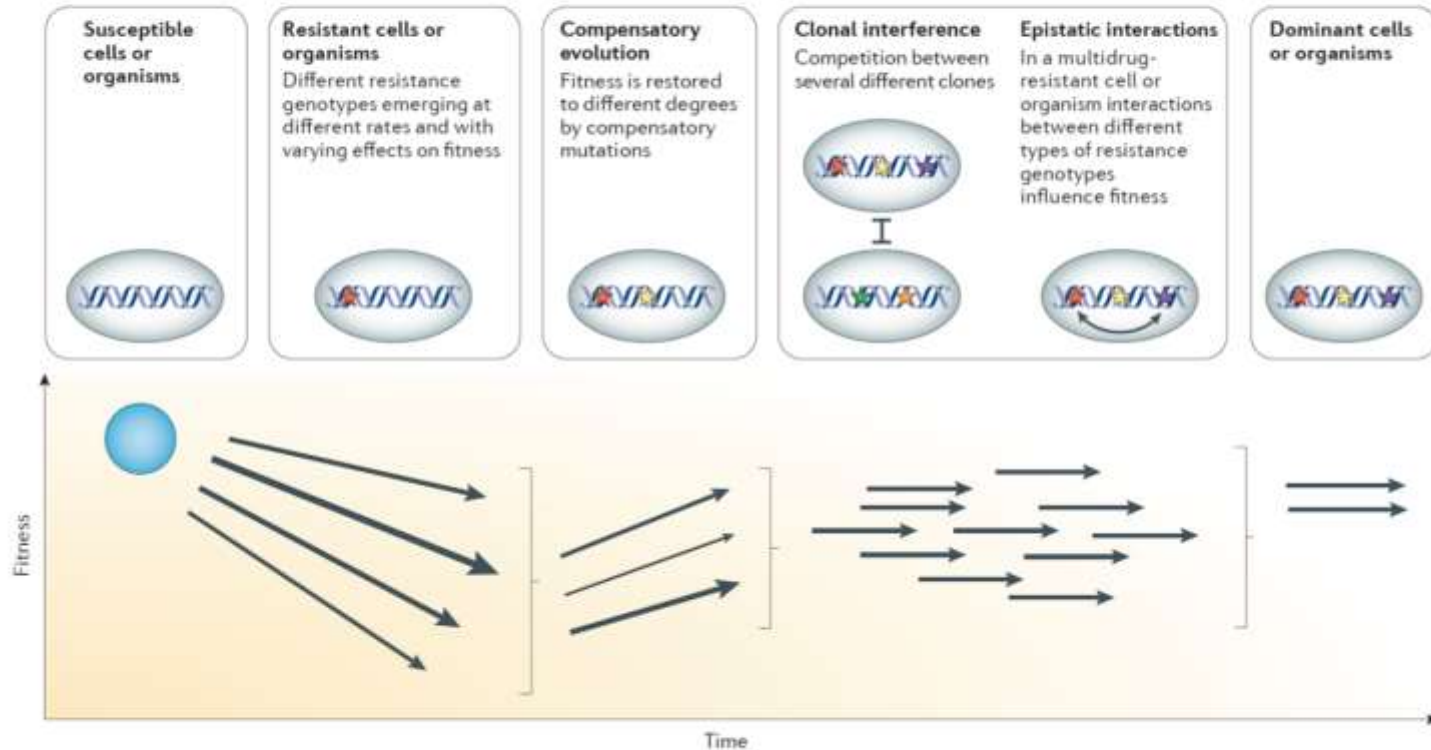 Susceptible
cells or
organisms
Resistant cells or
organisms
Different resistance
genotypes emerging at
different rates and with
varying effects on fitness
Compensatory
evolution
Fitness is restored
to different degrees
by compensatory
mutations
Clonal interference
Competition between
several different clones
Epistatic interactions
In a multidrug-
resistant cell or
organism interactions
between different
types of resistance
genotypes
influence fitness
Dominant cells
or organisms
Fitness
Time